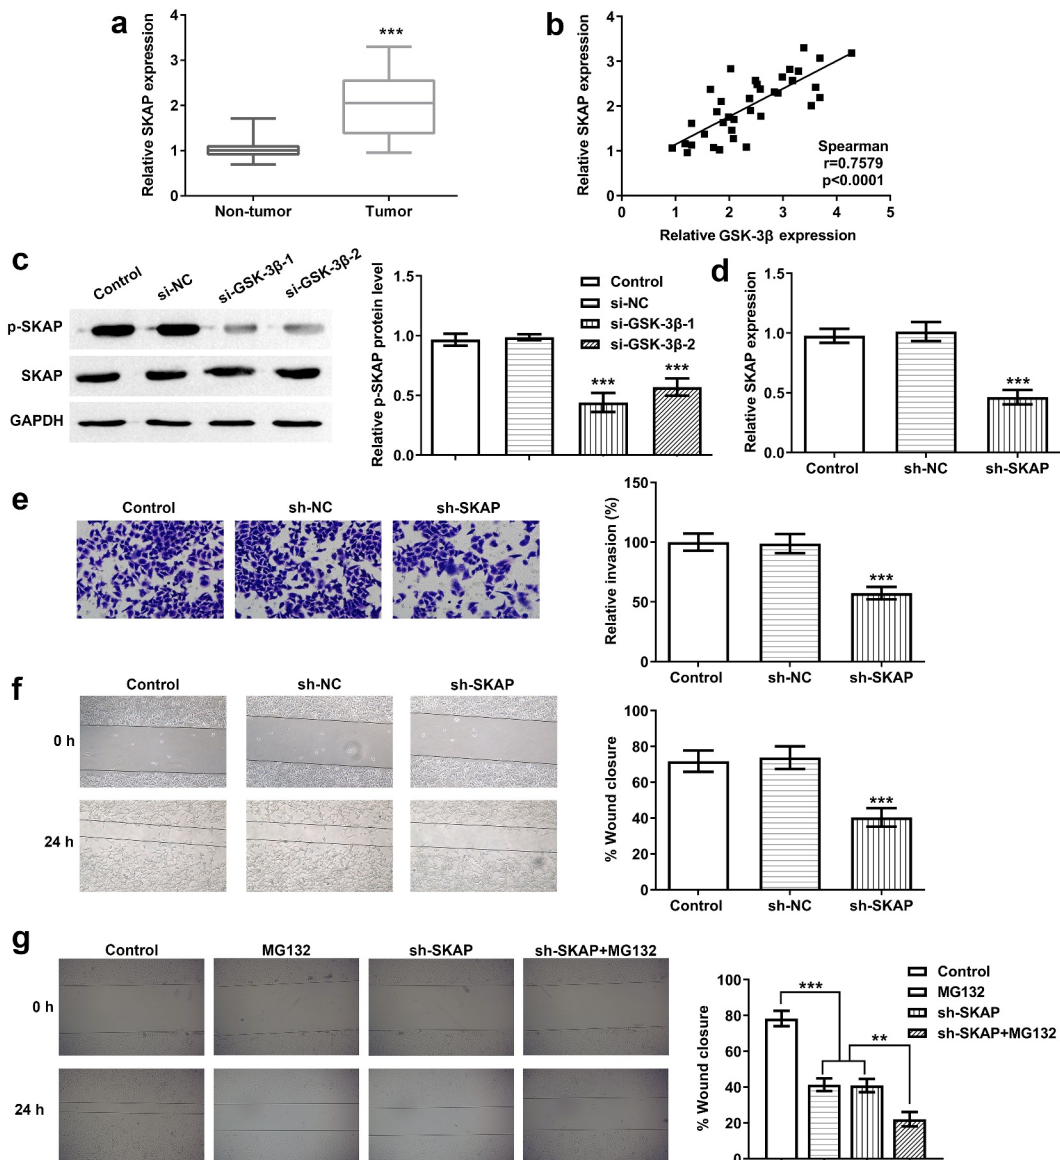 a
Relative SKAP expression
4
3
2
1
0
***
Non-tumor
Tumor
b
Relative SKAP expression
4
3
2
1
0
Spearman
r=0.7579
p<0.0001
0
1
2
3
4
5
Relative GSK-3β expression
c
Control
si-NC
si-GSK-3β-1
si-GSK-3β-2
p-SKAP
SKAP
GAPDH
Relative p-SKAP protein level
1.5
1.0
0.5
0.0
***
***
Control
si-NC
si-GSK-3β-1
si-GSK-3β-2
d
Relative SKAP expression
1.5
1.0
0.5
0.0
***
Control
sh-NC
sh-SKAP
e
Control
sh-NC
sh-SKAP
Relative invasion (%)
150
100
50
0
***
Control
sh-NC
sh-SKAP
f
Control
sh-NC
sh-SKAP
0 h
24 h
% Wound closure
100
80
60
40
20
0
***
Control
sh-NC
sh-SKAP
g
Control
MG132
sh-SKAP
sh-SKAP+MG132
0 h
24 h
% Wound closure
100
80
60
40
20
0
***
**
Control
MG132
sh-SKAP
sh-SKAP+MG132